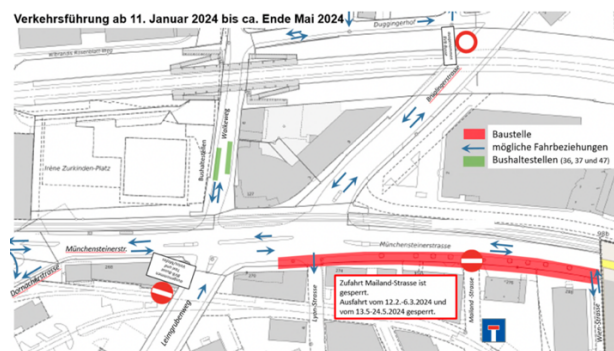 Verkehrsführung ab 11. Januar 2024 bis ca. Ende Mai 2024
Duggingerhof
Brüglingerstrasse
Walkeweg
Bushaltestellen
Irène Zurkinden-Platz
Baustelle
mögliche Fahrbeziehungen
Bushaltestellen (36, 37 und 47)
Münchensteinerstr.
Münchensteinerstrasse
Dornacherstrasse
Leimgrubenweg
Lyon-Strasse
Zufahrt Mailand-Strasse ist
gesperrt.
Ausfahrt vom 12.2.-6.3.2024 und
vom 13.5-24.5.2024 gesperrt.
Mailand-Strasse
Wien-Strasse